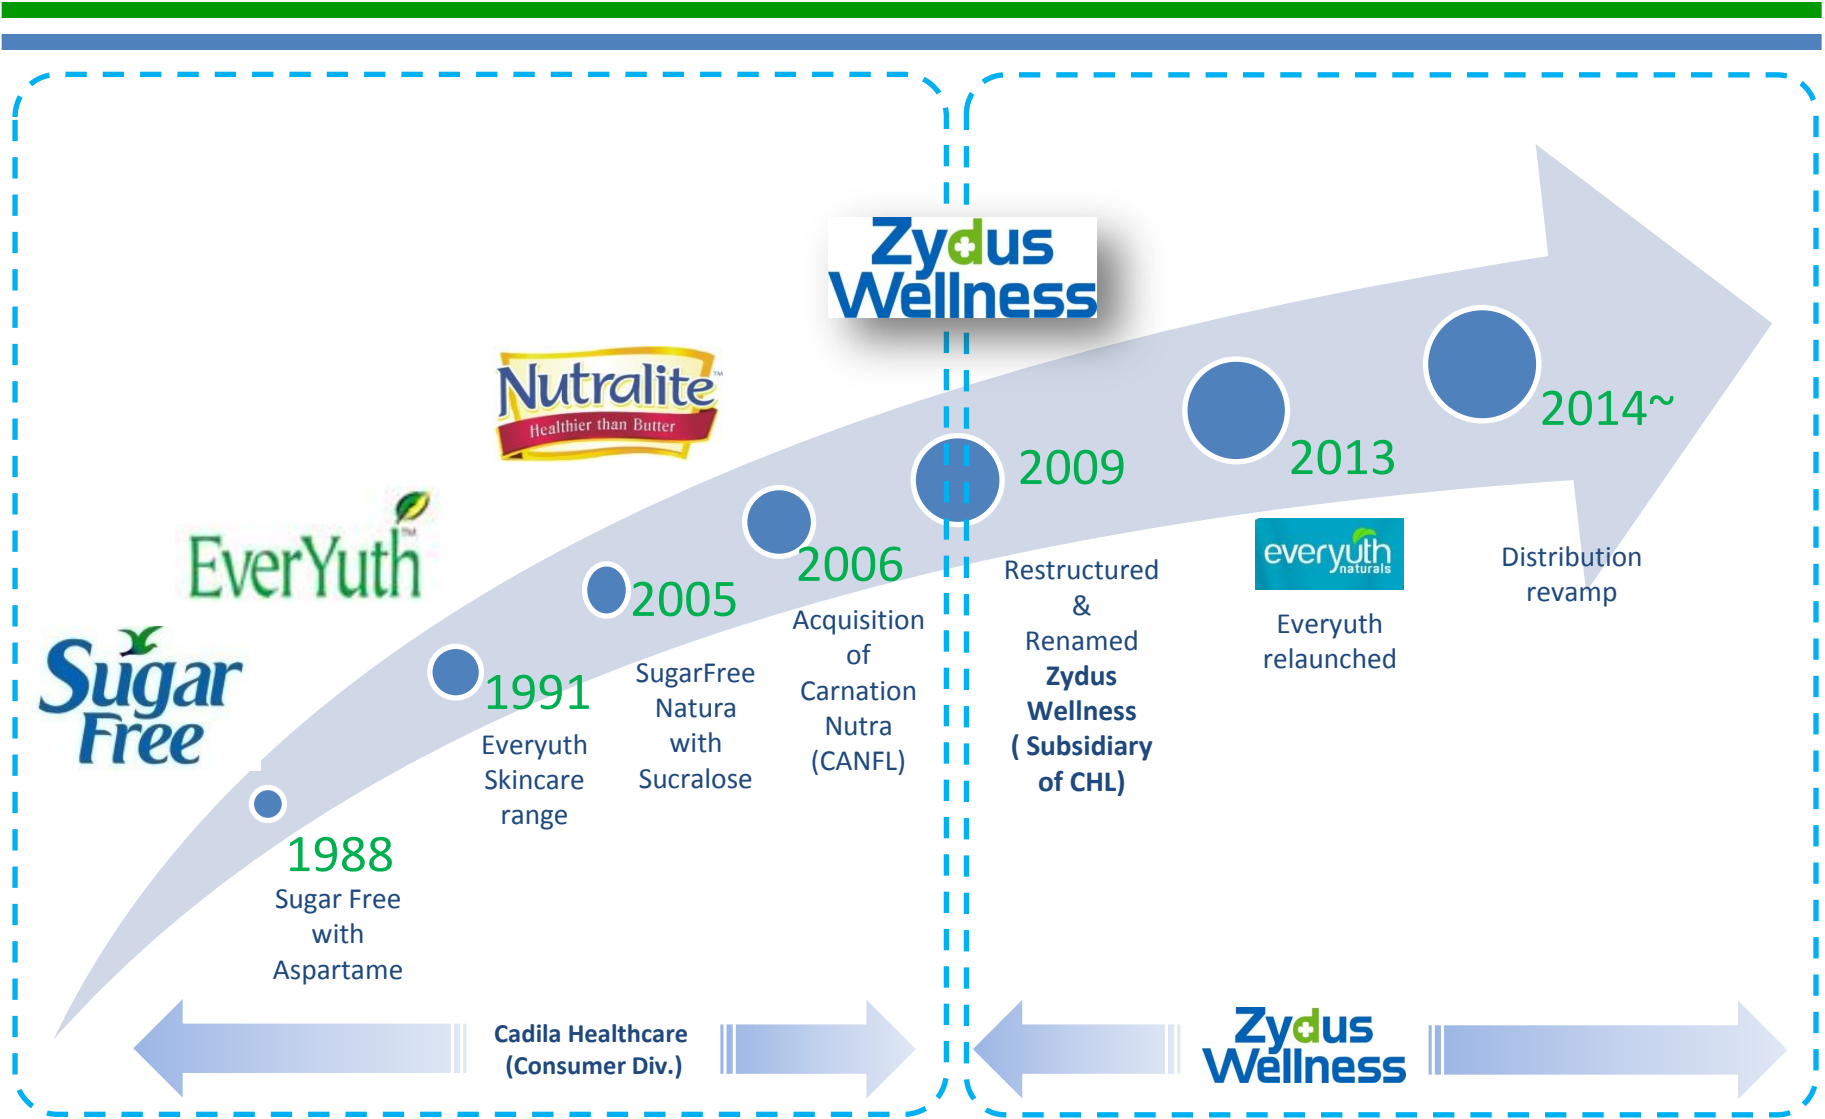 Zydus
Wellness
Nutralite™
Healthier than Butter
EverYuth™
Sugar
Free
1988
Sugar Free
with
Aspartame
1991
Everyuth
Skincare
range
2005
SugarFree
Natura
with
Sucralose
2006
Acquisition
of
Carnation
Nutra
(CANFL)
2009
Restructured
&
Renamed
Zydus
Wellness
( Subsidiary
of CHL)
2013
everyuth
naturals
Everyuth
relaunched
2014~
Distribution
revamp
Cadila Healthcare
(Consumer Div.)
Zydus
Wellness